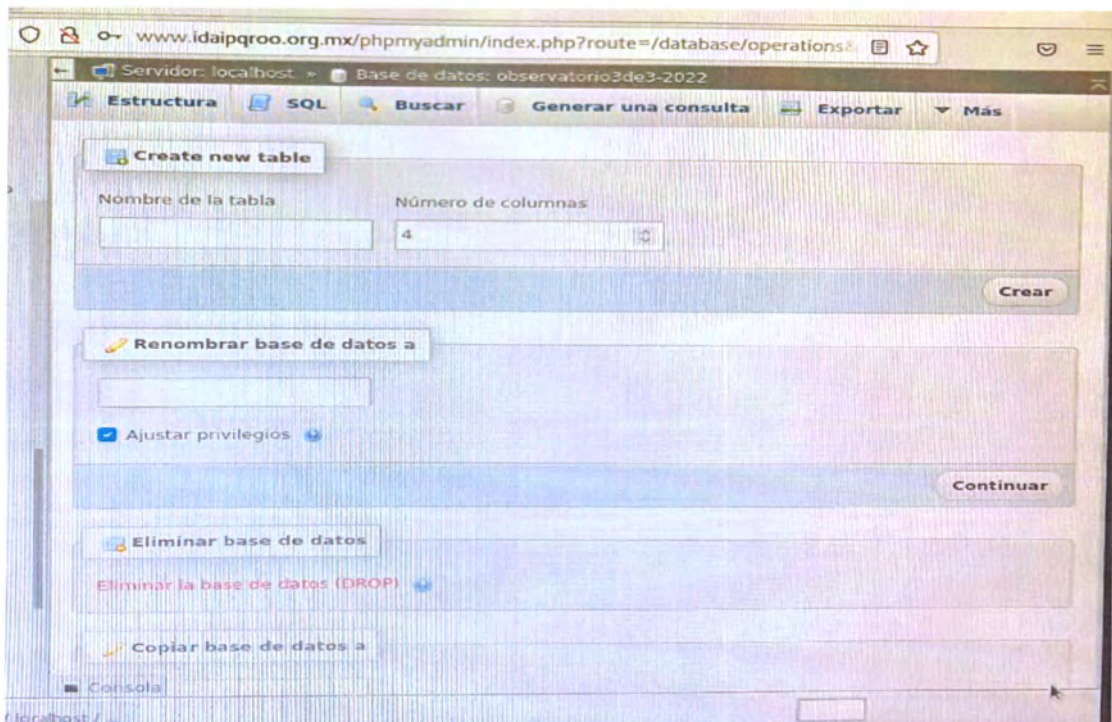 www.idaipqroo.org.mx/phpmyadmin/index.php?route=/database/operations&
Servidor: localhost » Base de datos: observatorio3de3-2022
Estructura SQL Buscar Generar una consulta Exportar Más
Create new table
Nombre de la tabla Número de columnas
4
Crear
Renombrar base de datos a
Ajustar privilegios
Continuar
Eliminar base de datos
Eliminar la base de datos (DROP)
Copiar base de datos a
Consola
/ localhost / ...